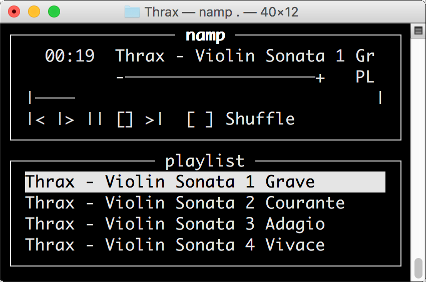 Thrax — namp . — 40×12
namp
00:19 Thrax - Violin Sonata 1 Gr
-——————————————+ PL
|———— |
|< |> || [] >| [ ] Shuffle
playlist
Thrax - Violin Sonata 1 Grave
Thrax - Violin Sonata 2 Courante
Thrax - Violin Sonata 3 Adagio
Thrax - Violin Sonata 4 Vivace